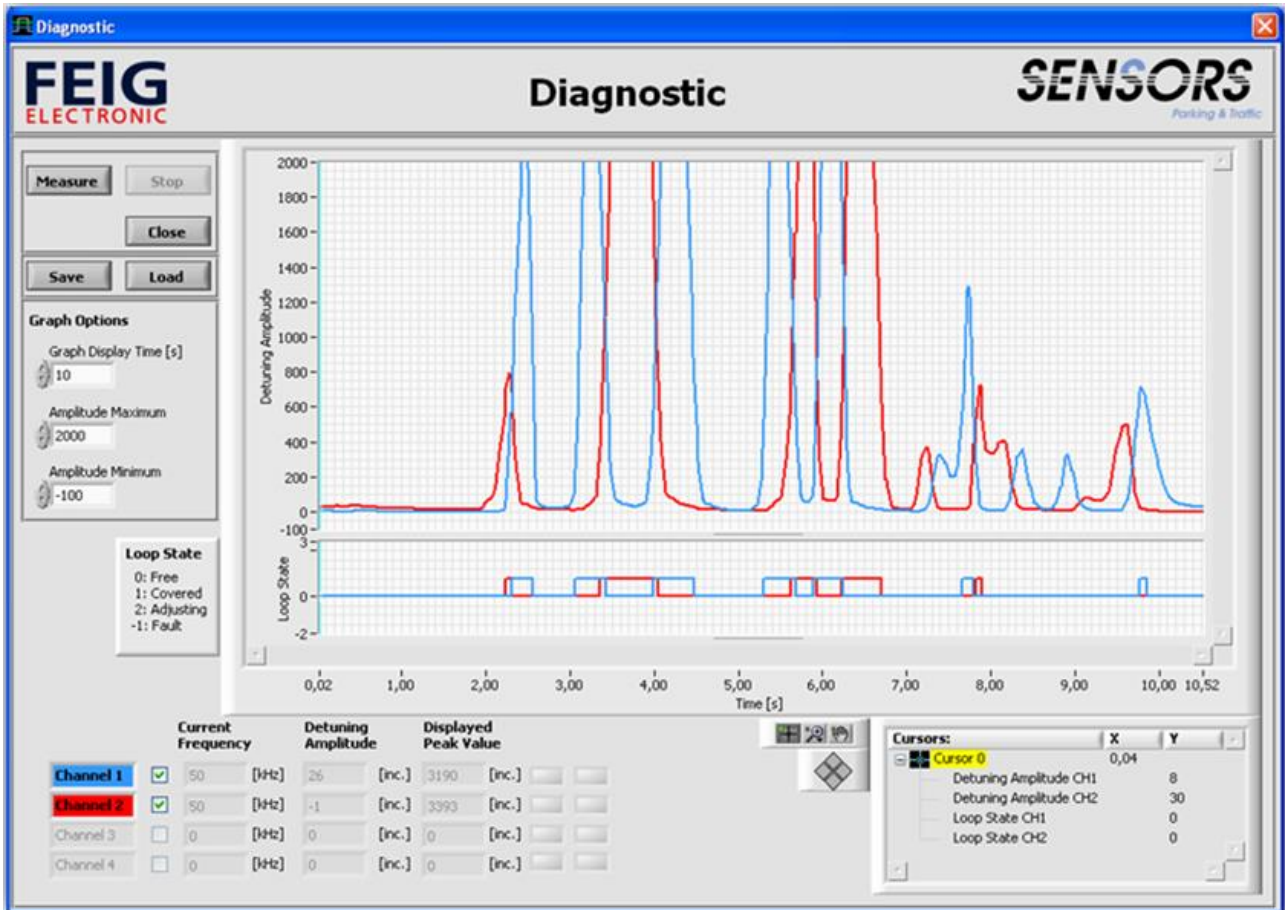 Diagnostic
FEIG
ELECTRONIC
Diagnostic
SENSORS
Parking & Traffic
Measure
Stop
Close
Save
Load
Graph Options
Graph Display Time [s]
10
Amplitude Maximum
2000
Amplitude Minimum
-100
Loop State
0: Free
1: Covered
2: Adjusting
-1: Fault
Detuning Amplitude
2000
1800
1600
1400
1200
1000
800
600
400
200
0
-100
Loop State
3
0
-2
0,02 1,00 2,00 3,00 4,00 5,00 6,00 7,00 8,00 9,00 10,00 10,52
Time [s]
Current Frequency Detuning Amplitude Displayed Peak Value
Channel 1 50 [kHz] 26 [inc.] 3190 [inc.]
Channel 2 50 [kHz] -1 [inc.] 3393 [inc.]
Channel 3 0 [kHz] 0 [inc.] 0 [inc.]
Channel 4 0 [kHz] 0 [inc.] 0 [inc.]
Cursors: X Y
Cursor 0 0,04
Detuning Amplitude CH1 8
Detuning Amplitude CH2 30
Loop State CH1 0
Loop State CH2 0